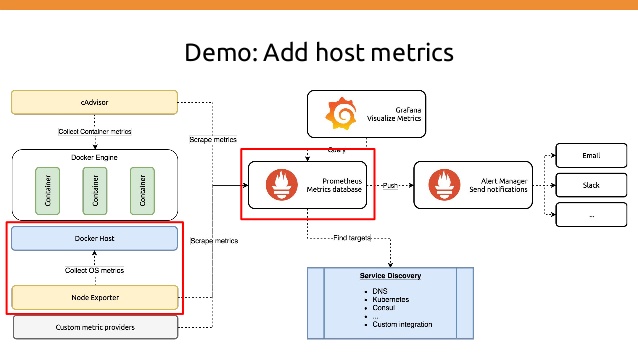 Demo: Add host metrics
cAdvisor
Collect Container metrics
Docker Engine
Container
Container
Container
Docker Host
Collect OS metrics
Node Exporter
Custom metric providers
Scrape metrics
Scrape metrics
Grafana
Visualize Metrics
Query
Prometheus
Metrics database
Push
Alert Manager
Send notifications
Email
Slack
...
Find targets
Service Discovery
• DNS
• Kubernetes
• Consul
• ...
• Custom integration